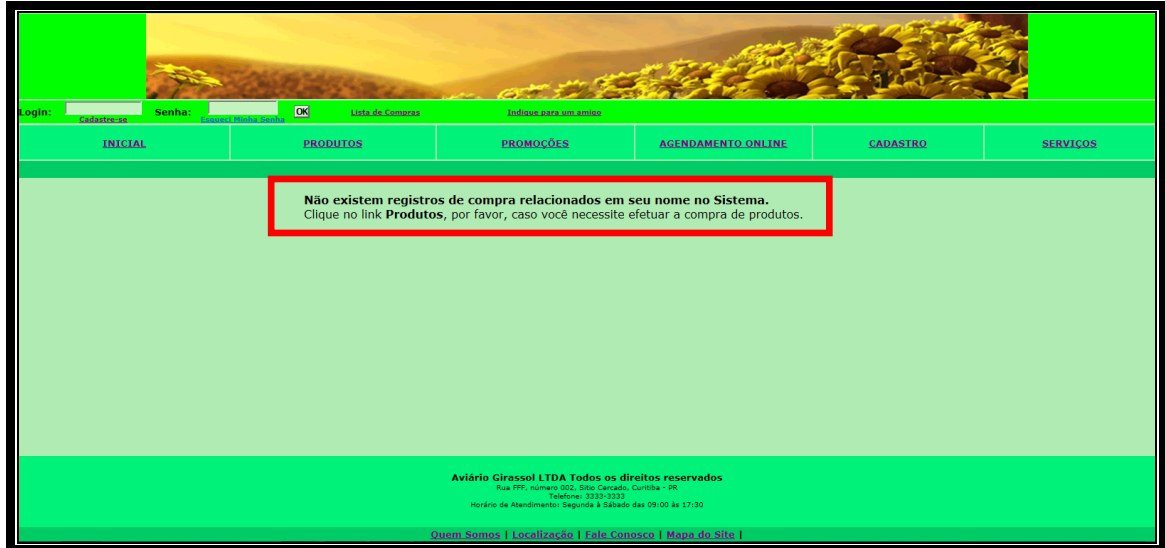 Login: Senha: OK Lista de Compras Indique para um amigo
Cadastre-se Esqueci Minha Senha
INICIAL PRODUTOS PROMOÇÕES AGENDAMENTO ONLINE CADASTRO SERVIÇOS
Não existem registros de compra relacionados em seu nome no Sistema.
Clique no link Produtos, por favor, caso você necessite efetuar a compra de produtos.
Aviário Girassol LTDA Todos os direitos reservados
Rua FFF, número 002, Sitio Cercado, Curitiba - PR
Telefone: 3333-3333
Horário de Atendimento: Segunda à Sábado das 09:00 às 17:30
Quem Somos | Localização | Fale Conosco | Mapa do Site |